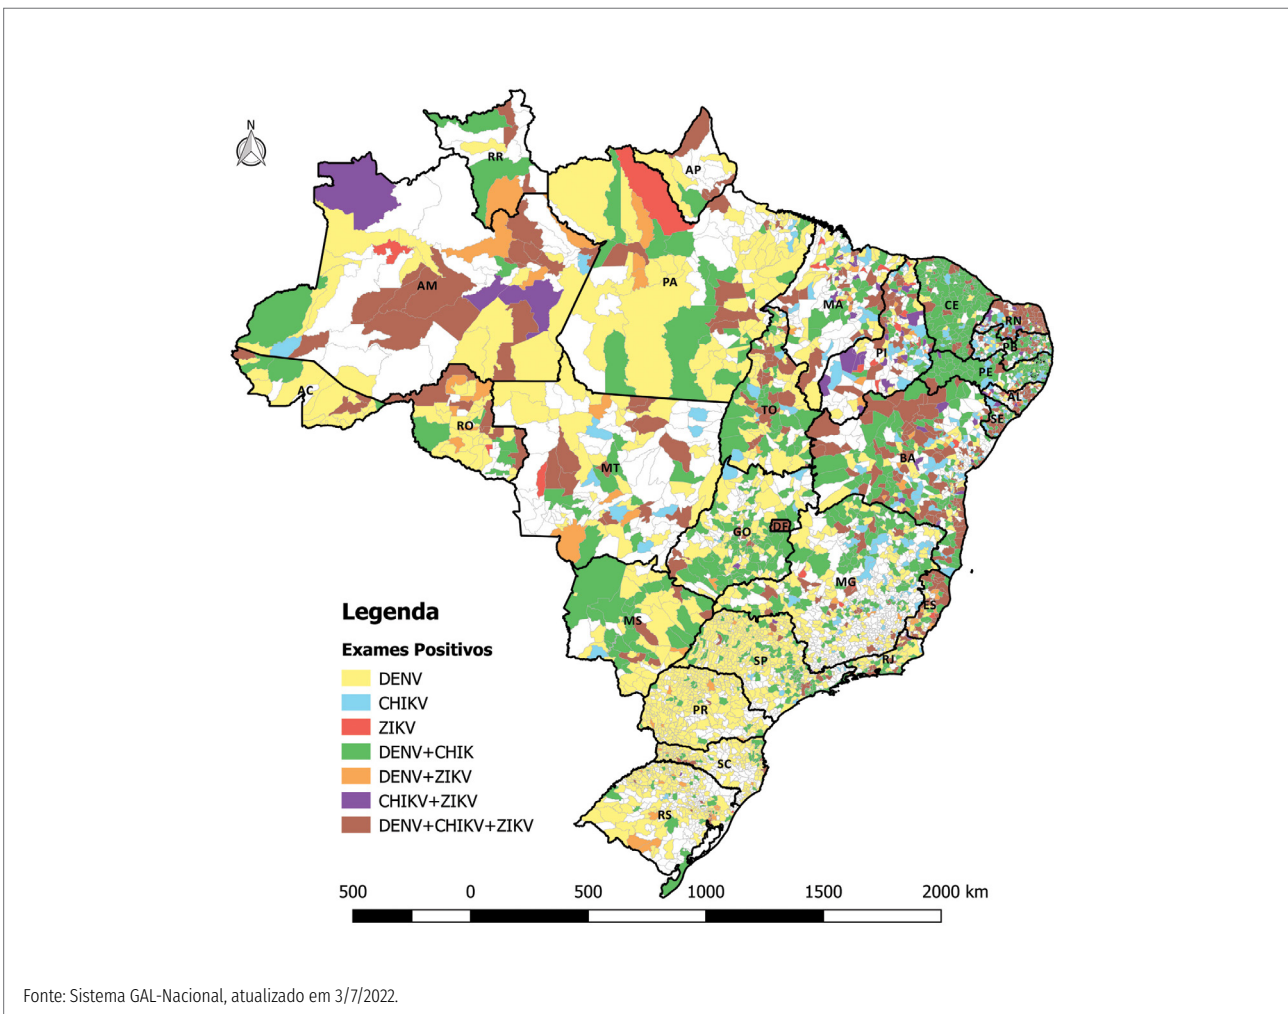 N
RR
AP
AM
PA
MA
CE
RN
PB
PI
PE
AL
SE
AC
RO
TO
BA
MT
GO
DF
MG
ES
MS
SP
RJ
PR
SC
RS
Legenda
Exames Positivos
DENV
CHIKV
ZIKV
DENV+CHIK
DENV+ZIKV
CHIKV+ZIKV
DENV+CHIKV+ZIKV
500 0 500 1000 1500 2000 km
Fonte: Sistema GAL-Nacional, atualizado em 3/7/2022.